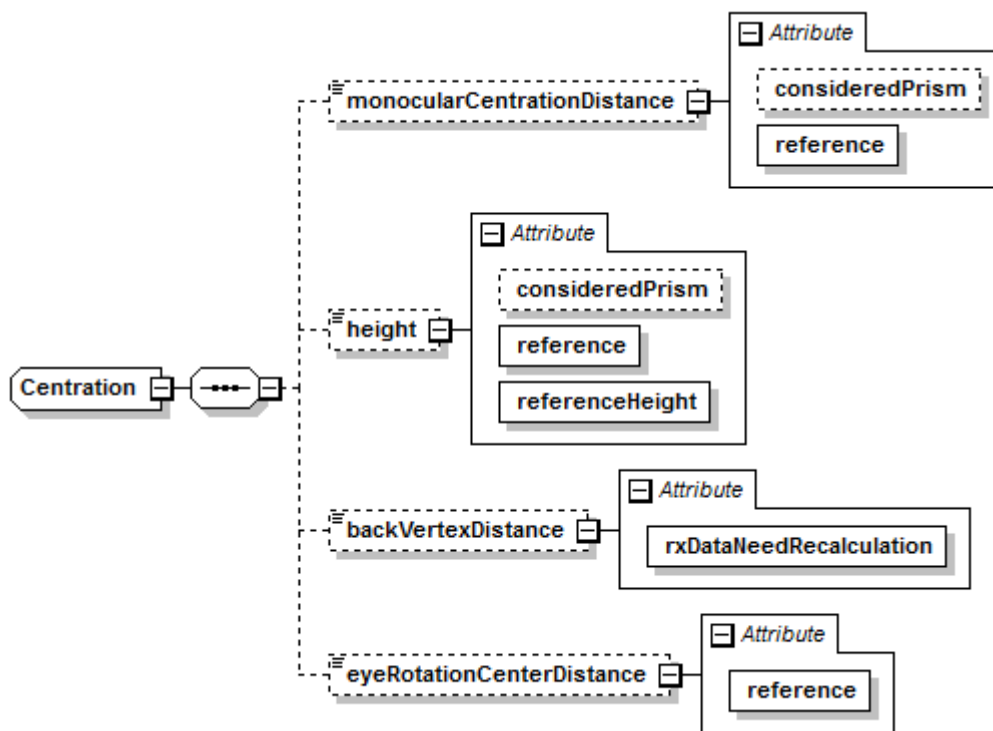 Attribute
monocularCentrationDistance
consideredPrism
reference
Attribute
height
consideredPrism
reference
referenceHeight
Centration
Attribute
backVertexDistance
rxDataNeedRecalculation
Attribute
eyeRotationCenterDistance
reference